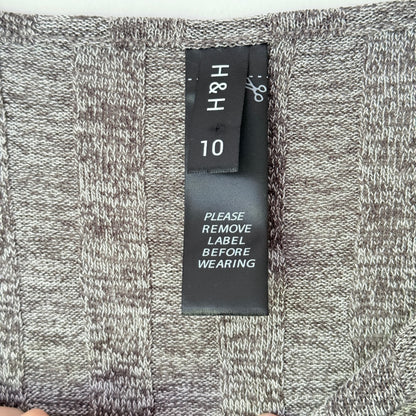 H&H
10
PLEASE
REMOVE
LABEL
BEFORE
WEARING